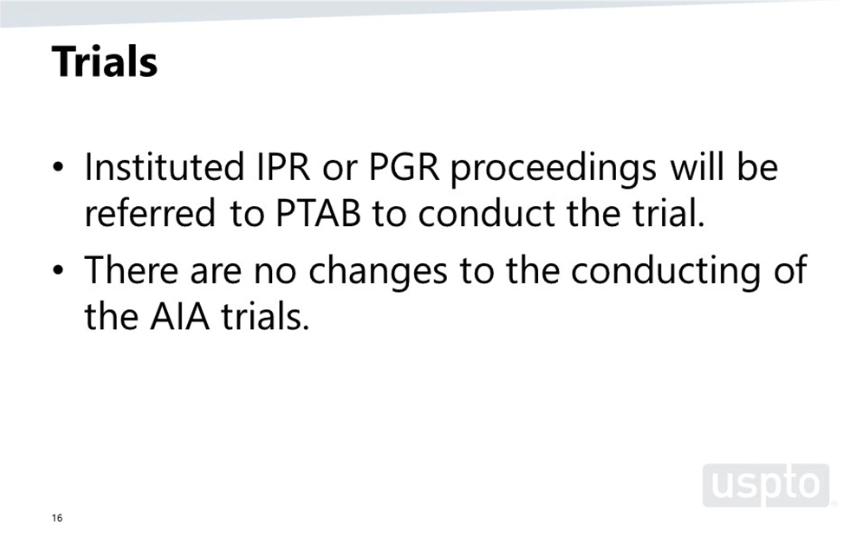 Trials
• Instituted IPR or PGR proceedings will be
referred to PTAB to conduct the trial.
• There are no changes to the conducting of
the AIA trials.
uspto
16